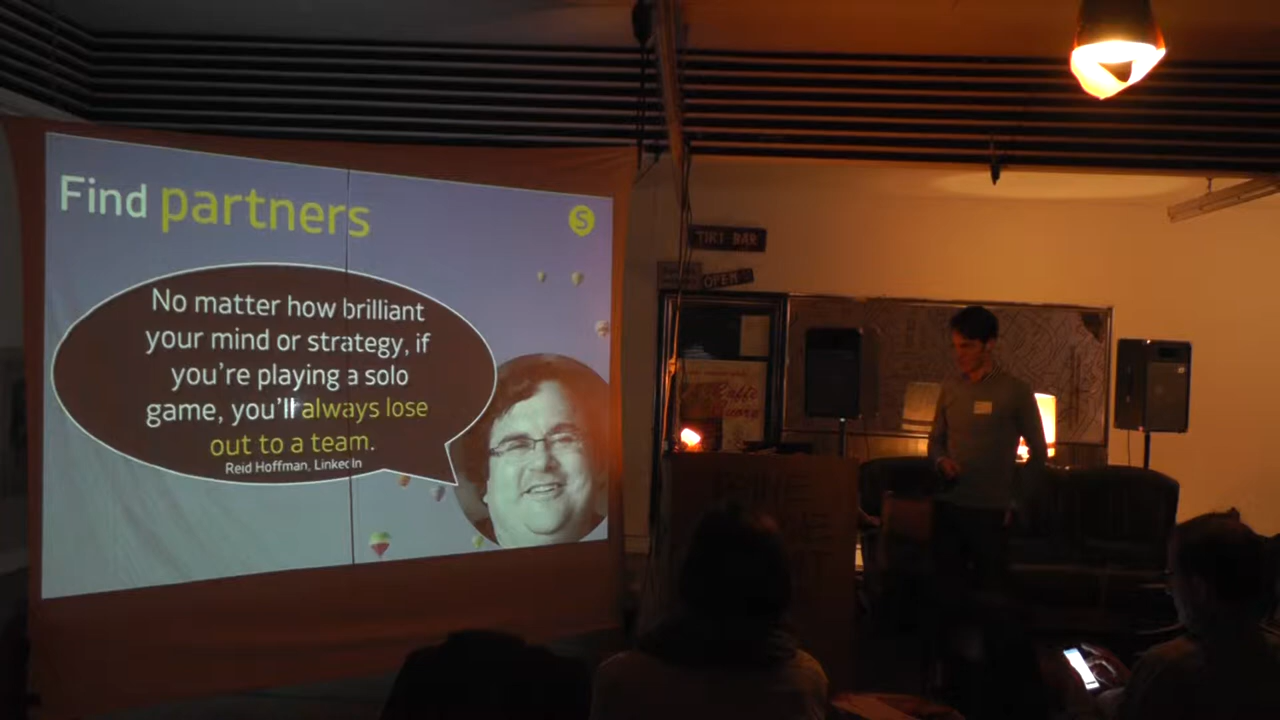 Find partners
S
No matter how brilliant
your mind or strategy, if
you're playing a solo
game, you'll always lose
out to a team.
Reid Hoffman, LinkedIn
TIKI BAR
OPEN
Caffè